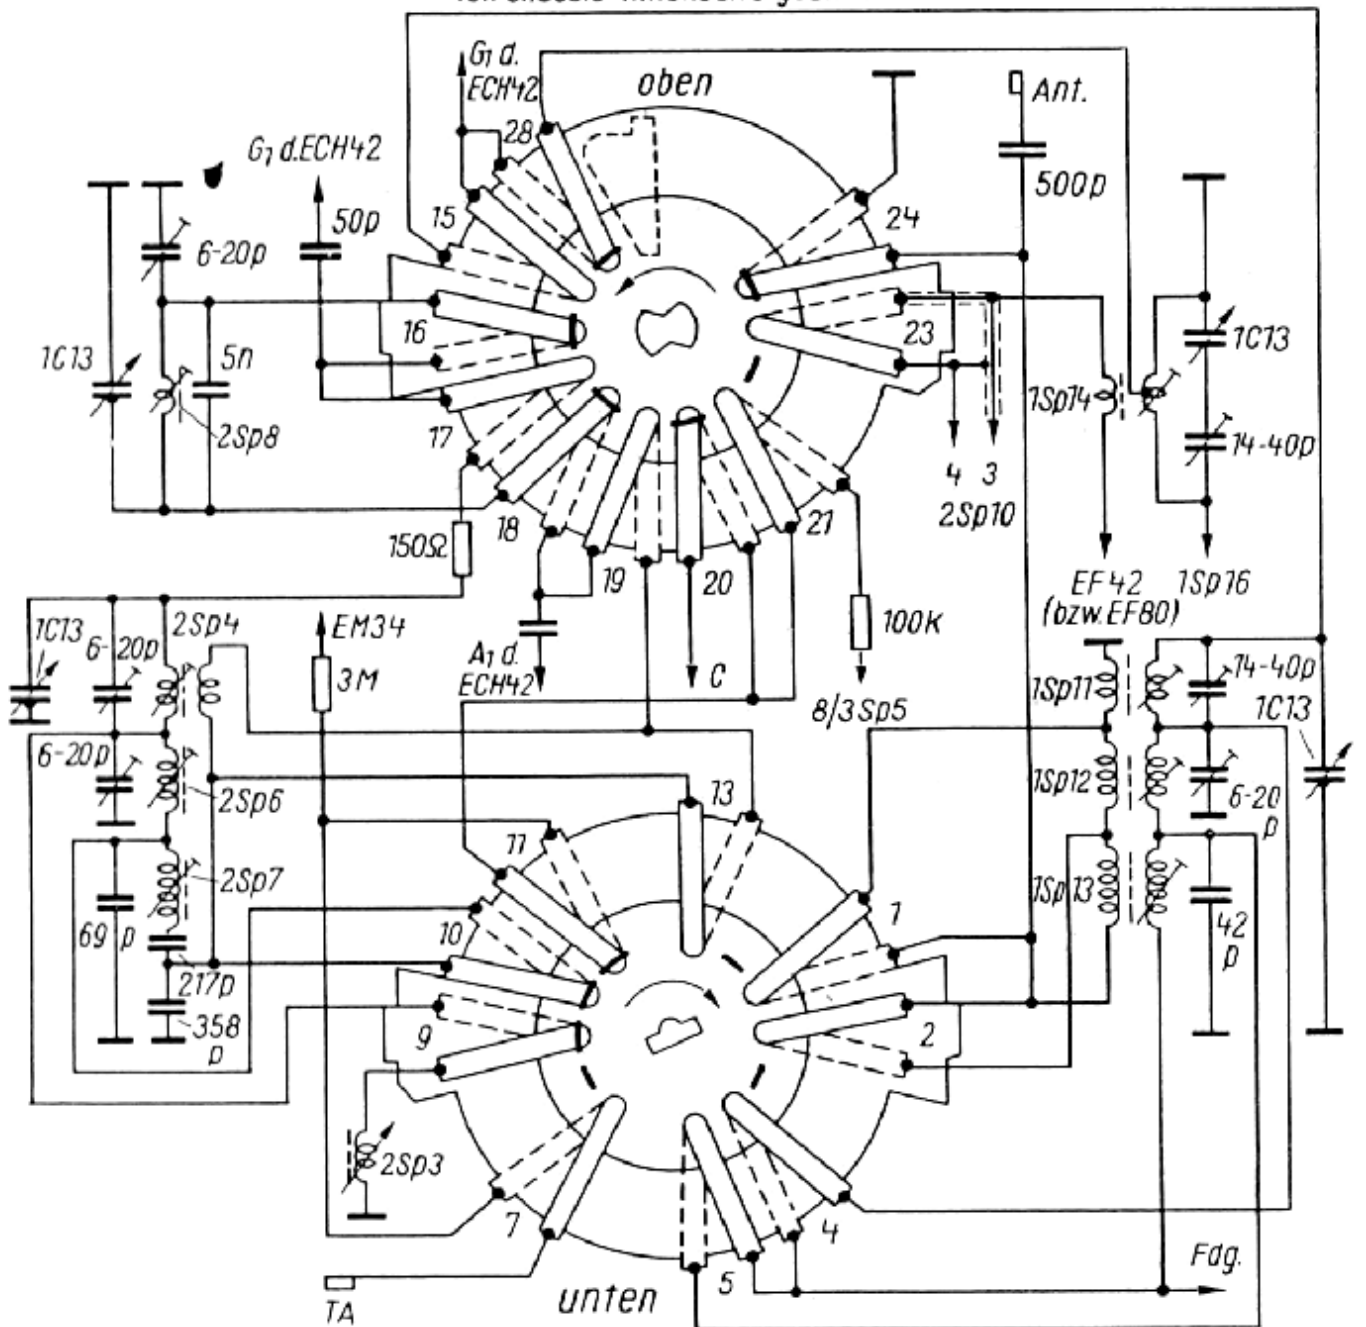 G1 d.
ECH42
oben
Ant.
28
G1 d.ECH42
500p
15
24
50p
6-20p
16
23
1C13
5n
1C13
2Sp8
1Sp14
17
14-40p
4 3
18
21
2Sp10
150Ω
19
20
EF42
1Sp16
(bzw.EF80)
2Sp4
1C13
6-20p
EM34
100K
A1 d.
ECH42
C
14-40p
3M
1Sp11
8/3Sp5
1C13
6-20p
1Sp12
2Sp6
13
6-20
p
11
2Sp7
1Sp13
1
69 p
10
42
p
217p
358
p
9
2
2Sp3
7
4
5
Fdg.
TA
unten